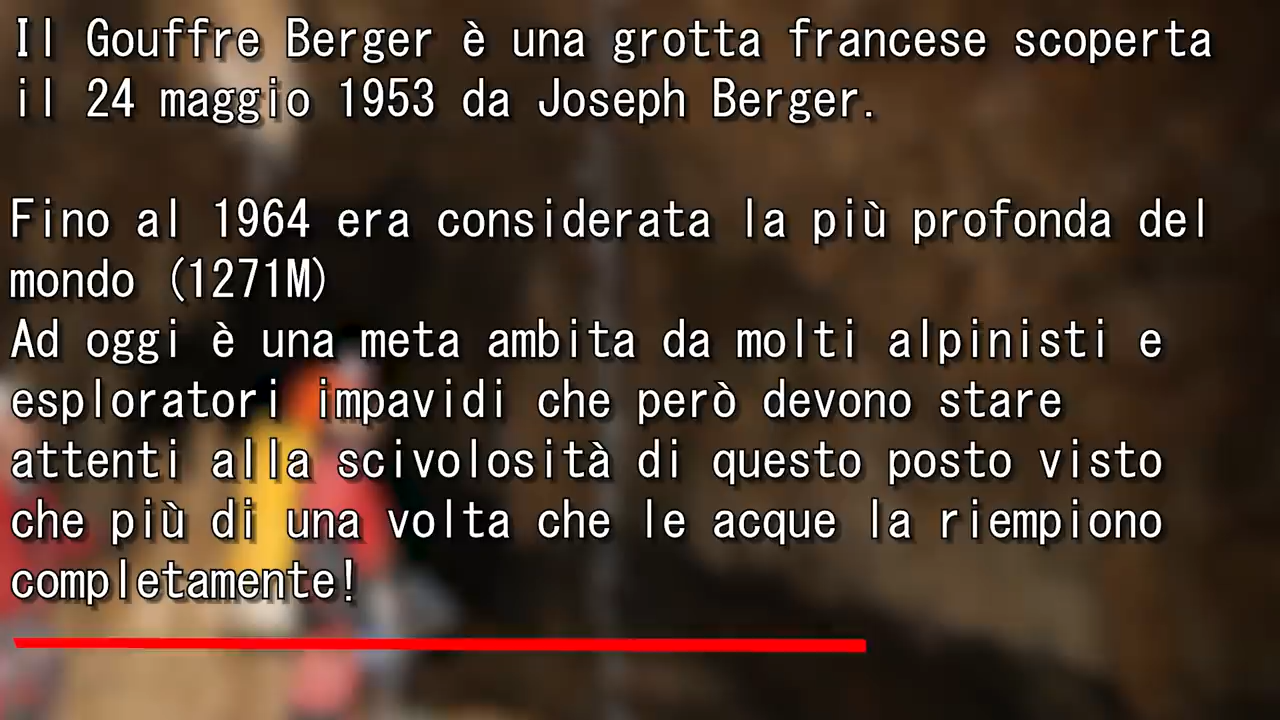 Il Gouffre Berger è una grotta francese scoperta
il 24 maggio 1953 da Joseph Berger.
Fino al 1964 era considerata la più profonda del
mondo (1271M)
Ad oggi è una meta ambita da molti alpinisti e
esploratori impavidi che però devono stare
attenti alla scivolosità di questo posto visto
che più di una volta che le acque la riempiono
completamente!